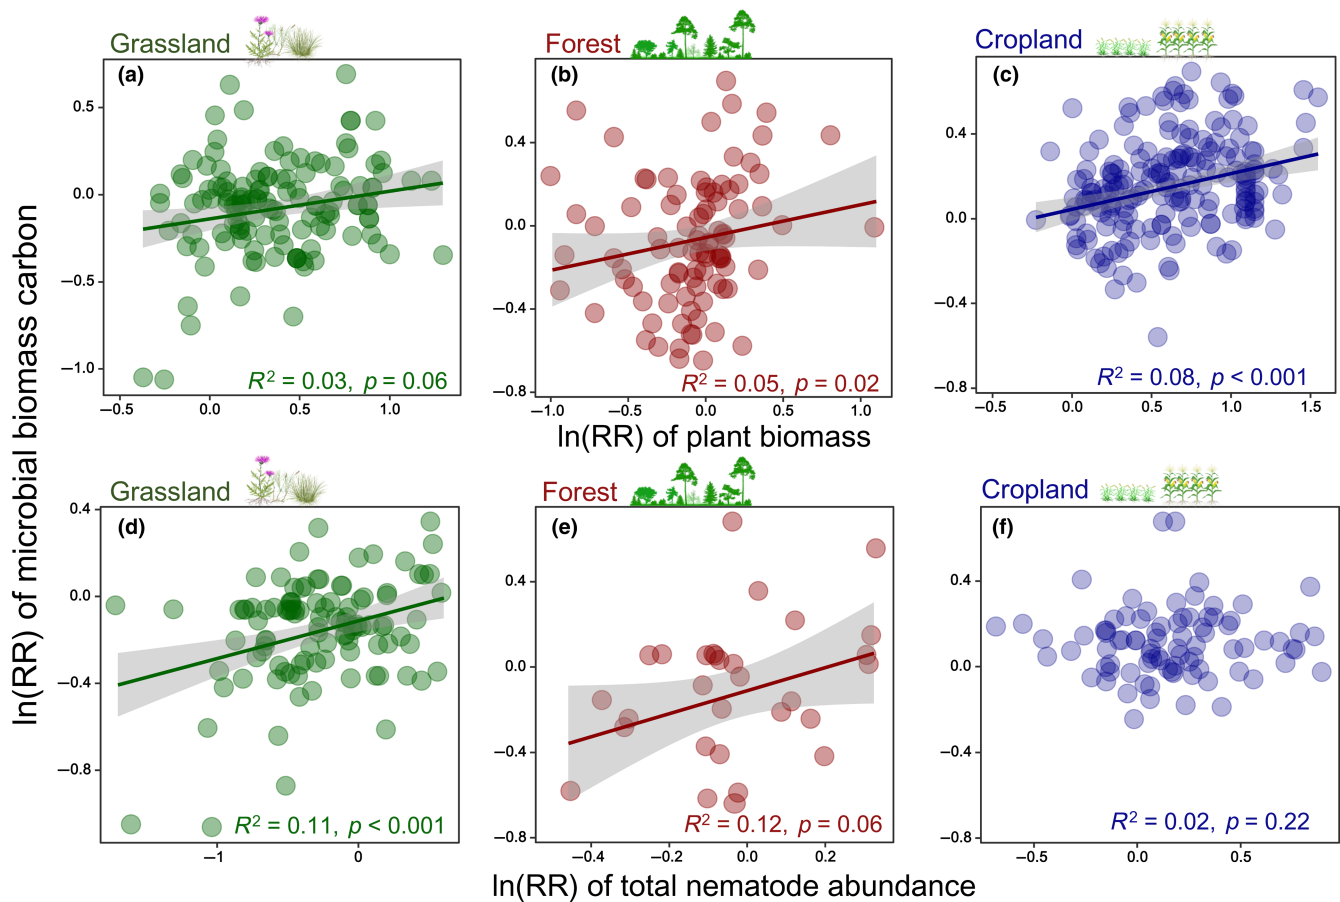 Grassland
(a)
0.5
0.0
−0.5
−1.0
R² = 0.03, p = 0.06
−0.5 0.0 0.5 1.0
Forest
(b)
0.4
0.0
−0.4
−0.8
R² = 0.05, p = 0.02
−1.0 −0.5 0.0 0.5 1.0
Cropland
(c)
0.4
0.0
−0.4
−0.8
R² = 0.08, p < 0.001
−0.5 0.0 0.5 1.0 1.5
ln(RR) of plant biomass
ln(RR) of microbial biomass carbon
Grassland
(d)
0.4
0.0
−0.4
−0.8
R² = 0.11, p < 0.001
−1 0
Forest
(e)
0.4
0.0
−0.4
−0.8
R² = 0.12, p = 0.06
−0.4 −0.2 0.0 0.2
Cropland
(f)
0.4
0.0
−0.4
−0.8
R² = 0.02, p = 0.22
−0.5 0.0 0.5
ln(RR) of total nematode abundance